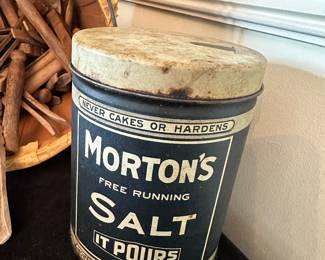 NEVER CAKES OR HARDENS
MORTON'S
FREE RUNNING
SALT
IT POURS